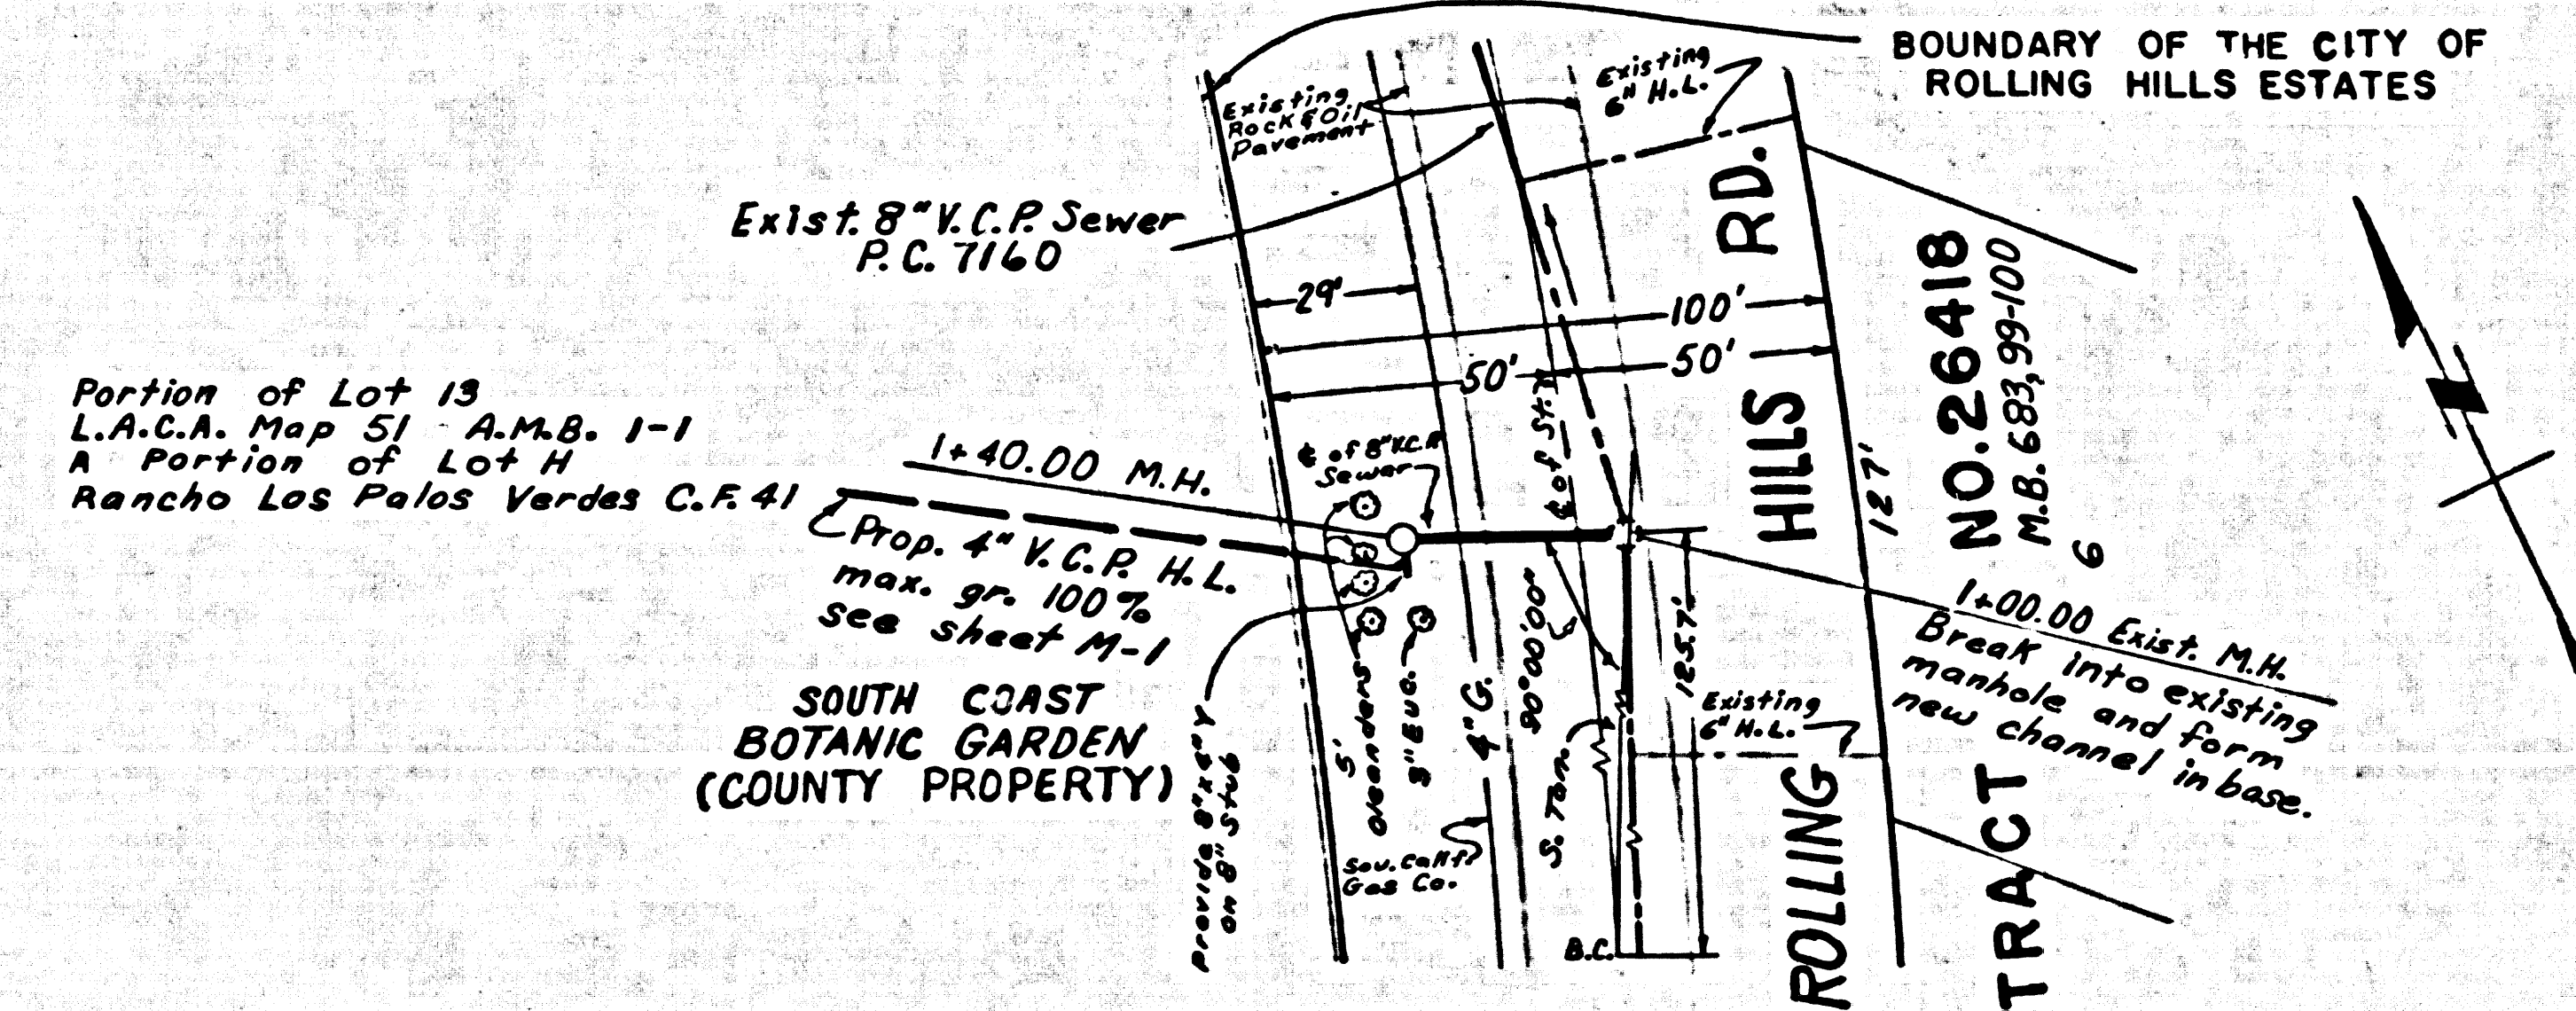 BOUNDARY OF THE CITY OF
ROLLING HILLS ESTATES
Existing
Rock & Oil
Pavement
Existing
6" H.L.
Exist. 8" V.C.P. Sewer
P.C. 7160
29'
100'
50'
50'
Portion of Lot 13
L.A.C.A. Map 51 A.M.B. 1-1
A Portion of Lot H
Rancho Los Palos Verdes C.F. 41
1+40.00 M.H.
℄ of 8" V.C.P.
Sewer
℄ of St.
Prop. 4" V.C.P. H.L.
max. gr. 100%
see sheet M-1
SOUTH COAST
BOTANIC GARDEN
(COUNTY PROPERTY)
Provide 8"x Y
on 8" Stub
5'
Oleanders
Euc.
4" G.
Sou. Calif.
Gas Co.
90°00'00"
S. Tan.
125.7'
Existing
6" H.L.
B.C.
ROLLING HILLS RD.
127'
TRACT NO. 26418
M.B. 683, 99-100
6
1+00.00 Exist. M.H.
Break into existing
manhole and form
new channel in base.